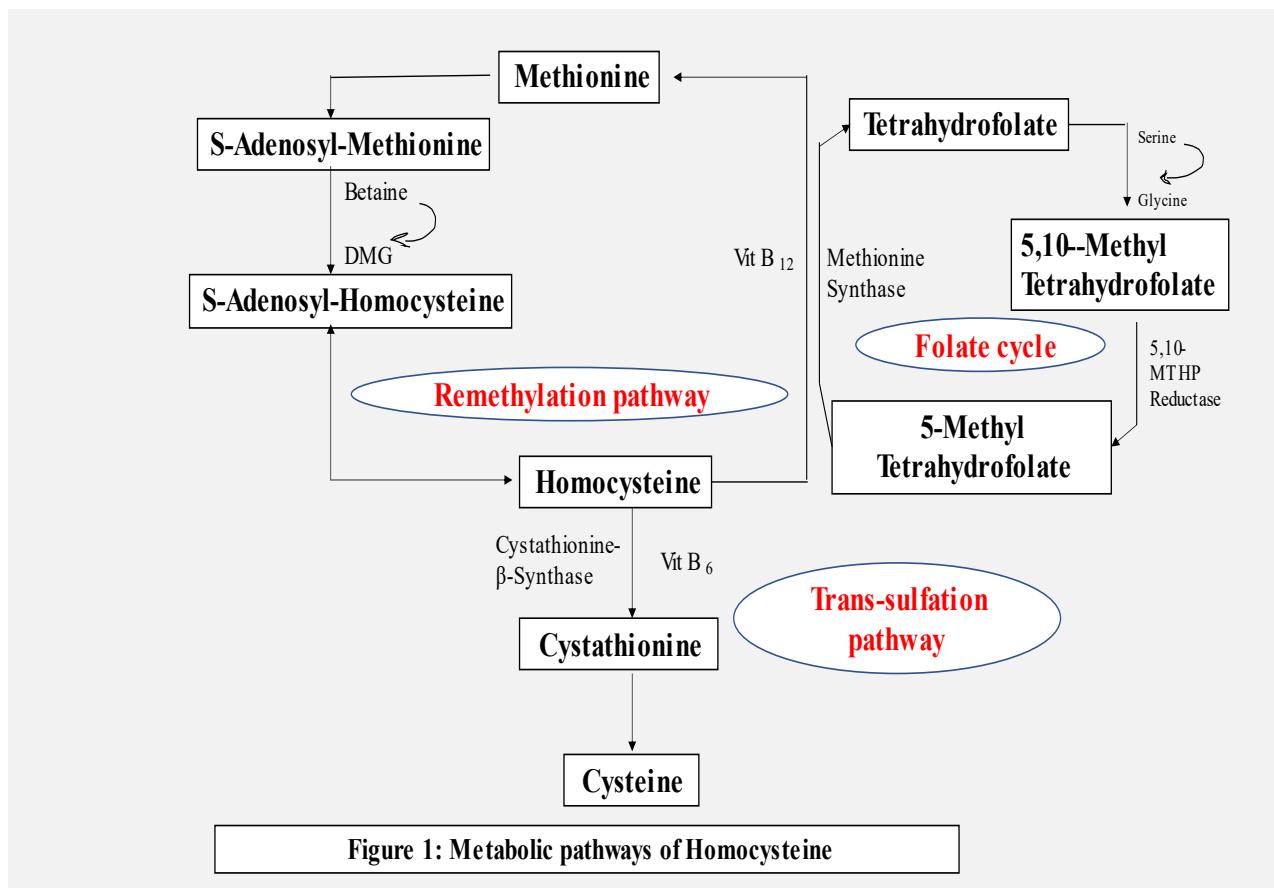 Methionine
S-Adenosyl-Methionine
Betaine
DMG
S-Adenosyl-Homocysteine
Remethylation pathway
Homocysteine
Vit B 12
Methionine
Synthase
Tetrahydrofolate
Serine
Glycine
5,10--Methyl
Tetrahydrofolate
Folate cycle
5,10-
MTHP
Reductase
5-Methyl
Tetrahydrofolate
Cystathionine-
β-Synthase
Vit B 6
Trans-sulfation
pathway
Cystathionine
Cysteine
Figure 1: Metabolic pathways of Homocysteine